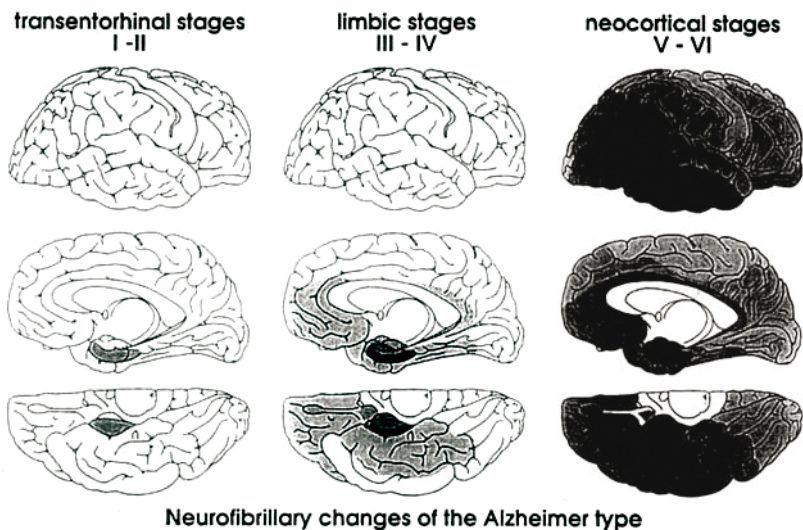 transentorhinal stages
I -II
limbic stages
III - IV
neocortical stages
V - VI
Neurofibrillary changes of the Alzheimer type